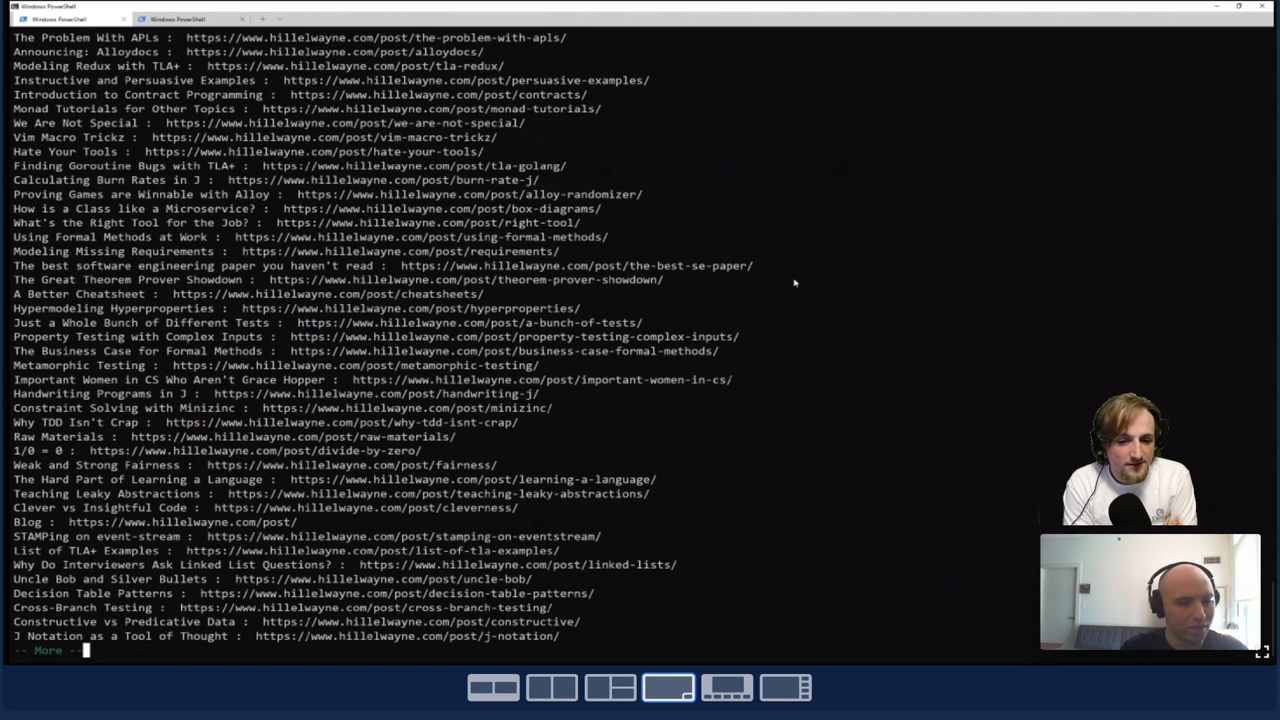 Windows PowerShell
Windows PowerShell
Windows PowerShell
The Problem With APLs :  https://www.hillelwayne.com/post/the-problem-with-apls/
Announcing: Alloydocs :  https://www.hillelwayne.com/post/alloydocs/
Modeling Redux with TLA+ :  https://www.hillelwayne.com/post/tla-redux/
Instructive and Persuasive Examples :  https://www.hillelwayne.com/post/persuasive-examples/
Introduction to Contract Programming :  https://www.hillelwayne.com/post/contracts/
Monad Tutorials for Other Topics :  https://www.hillelwayne.com/post/monad-tutorials/
We Are Not Special :  https://www.hillelwayne.com/post/we-are-not-special/
Vim Macro Trickz :  https://www.hillelwayne.com/post/vim-macro-trickz/
Hate Your Tools :  https://www.hillelwayne.com/post/hate-your-tools/
Finding Goroutine Bugs with TLA+ :  https://www.hillelwayne.com/post/tla-golang/
Calculating Burn Rates in J :  https://www.hillelwayne.com/post/burn-rate-j/
Proving Games are Winnable with Alloy :  https://www.hillelwayne.com/post/alloy-randomizer/
How is a Class like a Microservice? :  https://www.hillelwayne.com/post/box-diagrams/
What's the Right Tool for the Job? :  https://www.hillelwayne.com/post/right-tool/
Using Formal Methods at Work :  https://www.hillelwayne.com/post/using-formal-methods/
Modeling Missing Requirements :  https://www.hillelwayne.com/post/requirements/
The best software engineering paper you haven't read :  https://www.hillelwayne.com/post/the-best-se-paper/
The Great Theorem Prover Showdown :  https://www.hillelwayne.com/post/theorem-prover-showdown/
A Better Cheatsheet :  https://www.hillelwayne.com/post/cheatsheets/
Hypermodeling Hyperproperties :  https://www.hillelwayne.com/post/hyperproperties/
Just a Whole Bunch of Different Tests :  https://www.hillelwayne.com/post/a-bunch-of-tests/
Property Testing with Complex Inputs :  https://www.hillelwayne.com/post/property-testing-complex-inputs/
The Business Case for Formal Methods :  https://www.hillelwayne.com/post/business-case-formal-methods/
Metamorphic Testing :  https://www.hillelwayne.com/post/metamorphic-testing/
Important Women in CS Who Aren't Grace Hopper :  https://www.hillelwayne.com/post/important-women-in-cs/
Handwriting Programs in J :  https://www.hillelwayne.com/post/handwriting-j/
Constraint Solving with Minizinc :  https://www.hillelwayne.com/post/minizinc/
Why TDD Isn't Crap :  https://www.hillelwayne.com/post/why-tdd-isnt-crap/
Raw Materials :  https://www.hillelwayne.com/post/raw-materials/
1/0 = 0 :  https://www.hillelwayne.com/post/divide-by-zero/
Weak and Strong Fairness :  https://www.hillelwayne.com/post/fairness/
The Hard Part of Learning a Language :  https://www.hillelwayne.com/post/learning-a-language/
Teaching Leaky Abstractions :  https://www.hillelwayne.com/post/teaching-leaky-abstractions/
Clever vs Insightful Code :  https://www.hillelwayne.com/post/cleverness/
Blog :  https://www.hillelwayne.com/post/
STAMPing on event-stream :  https://www.hillelwayne.com/post/stamping-on-eventstream/
List of TLA+ Examples :  https://www.hillelwayne.com/post/list-of-tla-examples/
Why Do Interviewers Ask Linked List Questions? :  https://www.hillelwayne.com/post/linked-lists/
Uncle Bob and Silver Bullets :  https://www.hillelwayne.com/post/uncle-bob/
Decision Table Patterns :  https://www.hillelwayne.com/post/decision-table-patterns/
Cross-Branch Testing :  https://www.hillelwayne.com/post/cross-branch-testing/
Constructive vs Predicative Data :  https://www.hillelwayne.com/post/constructive/
J Notation as a Tool of Thought :  https://www.hillelwayne.com/post/j-notation/
-- More --